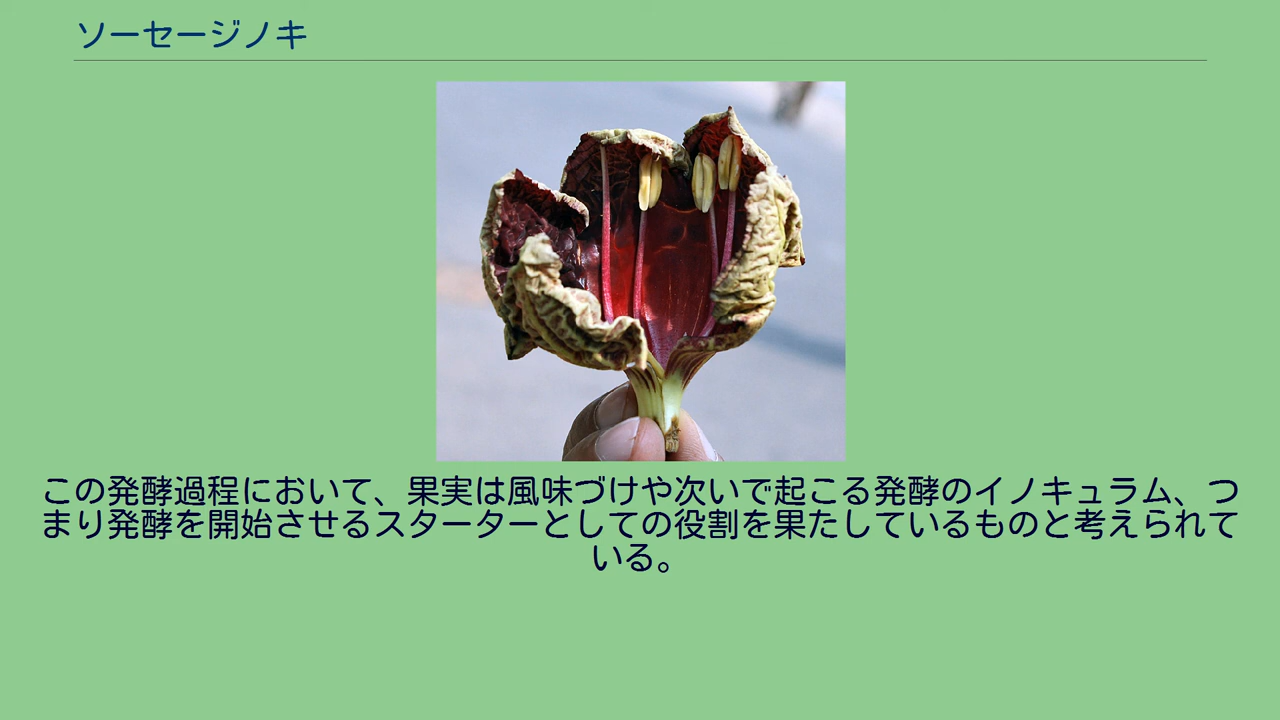 ソーセージノキ
この発酵過程において、果実は風味づけや次いで起こる発酵のイノキュラム、つ
まり発酵を開始させるスターターとしての役割を果たしているものと考えられて
いる。